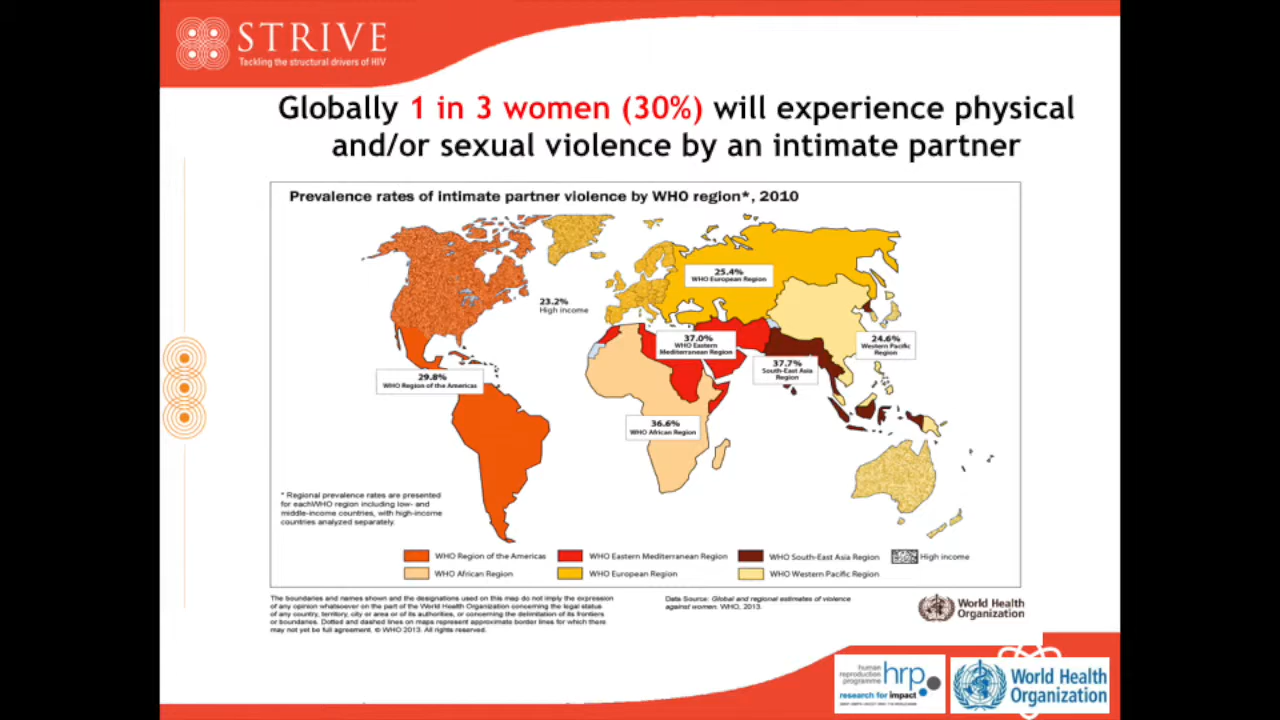 STRIVE
Tackling the structural drivers of HIV
Globally 1 in 3 women (30%) will experience physical
and/or sexual violence by an intimate partner
Prevalence rates of intimate partner violence by WHO region*, 2010
25.4%
WHO European Region
23.2%
High income
37.0%
WHO Eastern
Mediterranean Region
24.6%
Western Pacific
Region
37.7%
South-East Asia
Region
29.8%
WHO Region of the Americas
36.6%
WHO African Region
* Regional prevalence rates are presented
for eachWHO region including low- and
middle-income countries, with high-income
countries analyzed separately.
WHO Region of the Americas
WHO Eastern Mediterranean Region
WHO South-East Asia Region
High income
WHO African Region
WHO European Region
WHO Western Pacific Region
The boundaries and names shown and the designations used on this map do not imply the expression
of any opinion whatsoever on the part of the World Health Organization concerning the legal status
of any country, territory, city or area or of its authorities, or concerning the delimitation of its frontiers
or boundaries. Dotted and dashed lines on maps represent approximate border lines for which there
may not yet be full agreement. © WHO 2013. All rights reserved.
Data Source: Global and regional estimates of violence
against women. WHO, 2013.
World Health
Organization
human
reproduction
programme
hrp.
research for impact
World Health
Organization